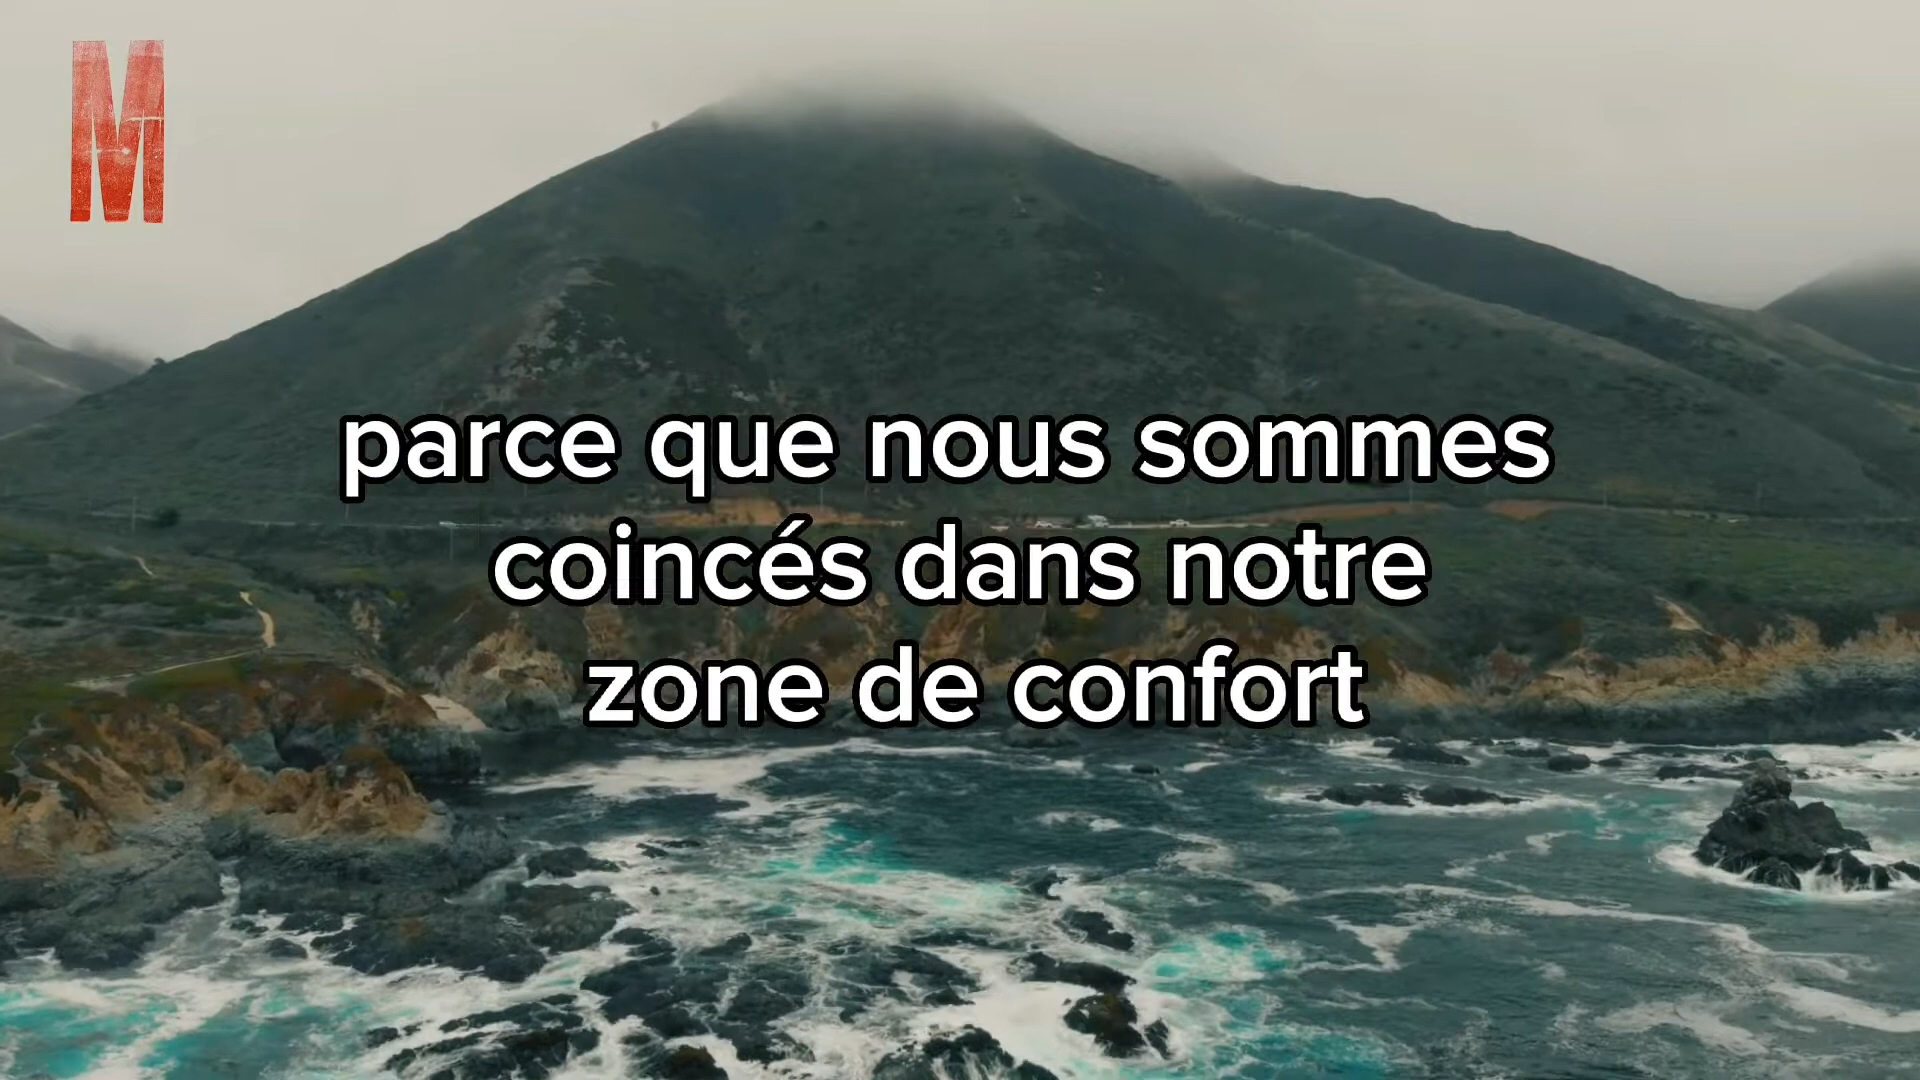 M
parce que nous sommes
coincés dans notre
zone de confort